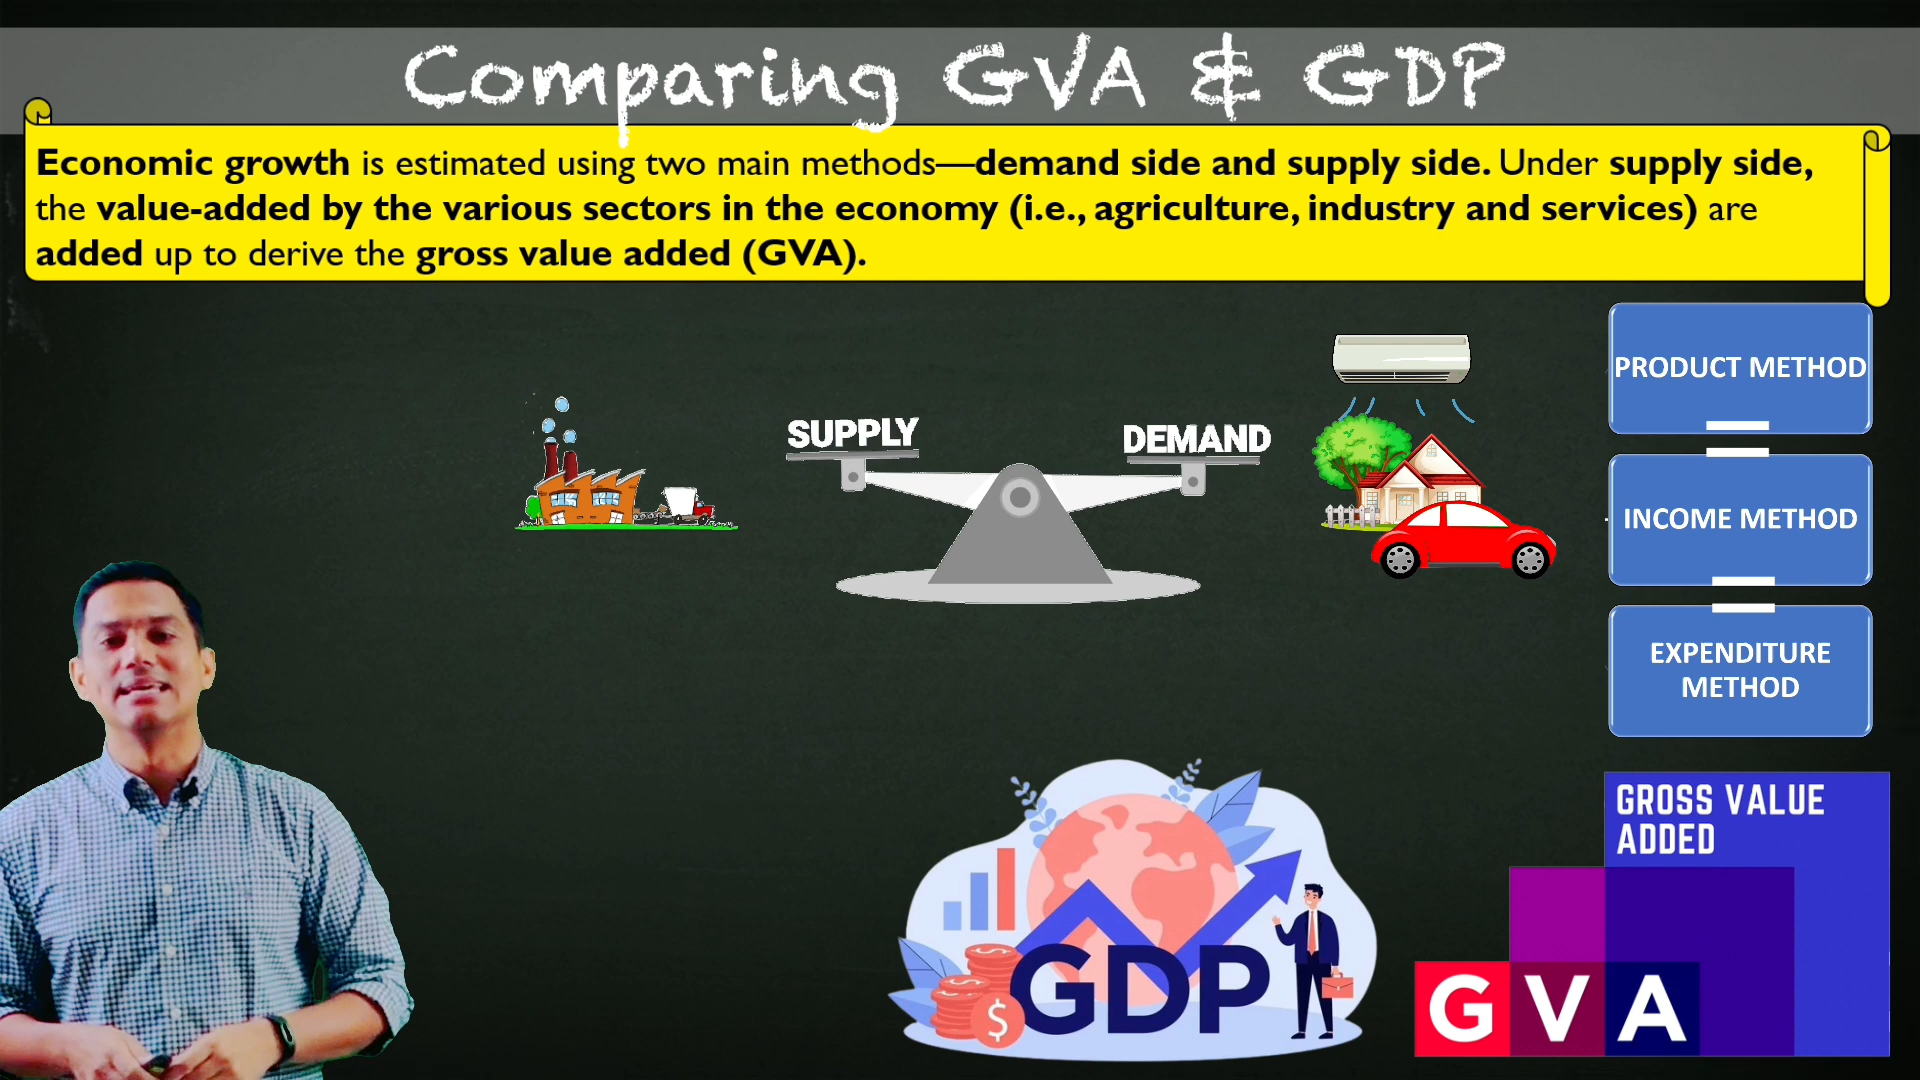 Comparing GVA & GDP
Economic growth is estimated using two main methods—demand side and supply side. Under supply side,
the value-added by the various sectors in the economy (i.e., agriculture, industry and services) are
added up to derive the gross value added (GVA).
SUPPLY
DEMAND
PRODUCT METHOD
INCOME METHOD
EXPENDITURE
METHOD
$
GDP
GROSS VALUE
ADDED
GVA